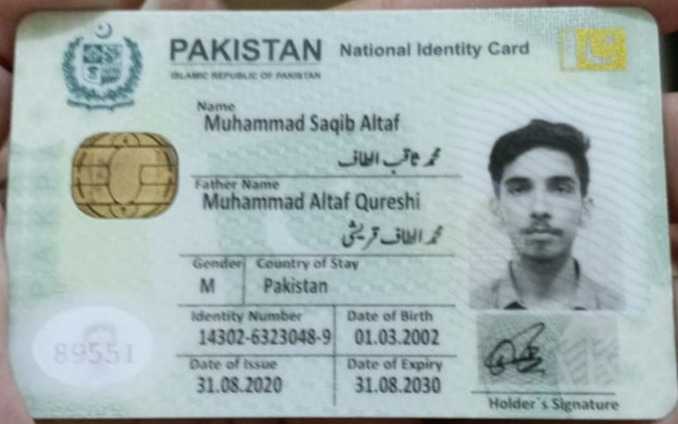 PAKISTAN National Identity Card
ISLAMIC REPUBLIC OF PAKISTAN
Name
Muhammad Saqib Altaf
محمد ثاقب الطاف
Father Name
Muhammad Altaf Qureshi
محمد الطاف قریشی
Gender Country of Stay
M Pakistan
Identity Number Date of Birth
14302-6323048-9 01.03.2002
Date of Issue Date of Expiry
31.08.2020 31.08.2030
89551
Holder's Signature